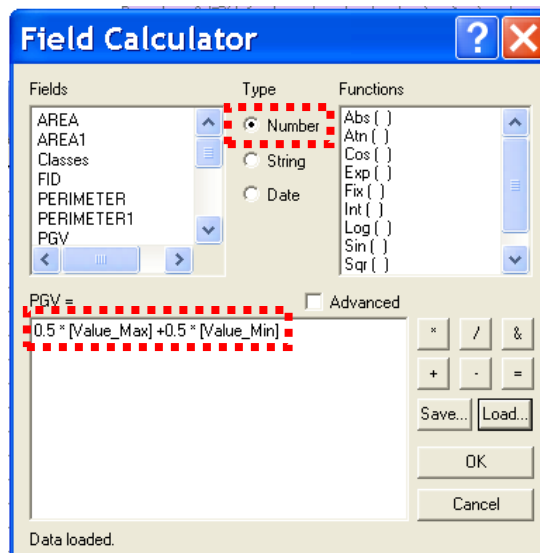 Field Calculator
Fields
Type
Functions
AREA
AREA1
Classes
FID
PERIMETER
PERIMETER1
PGV
Number
String
Date
Abs ( )
Atn ( )
Cos ( )
Exp ( )
Fix ( )
Int ( )
Log ( )
Sin ( )
Sqr ( )
PGV =
Advanced
0.5 * [Value_Max] +0.5 * [Value_Min]
* / &
+ - =
Save... Load...
OK
Cancel
Data loaded.